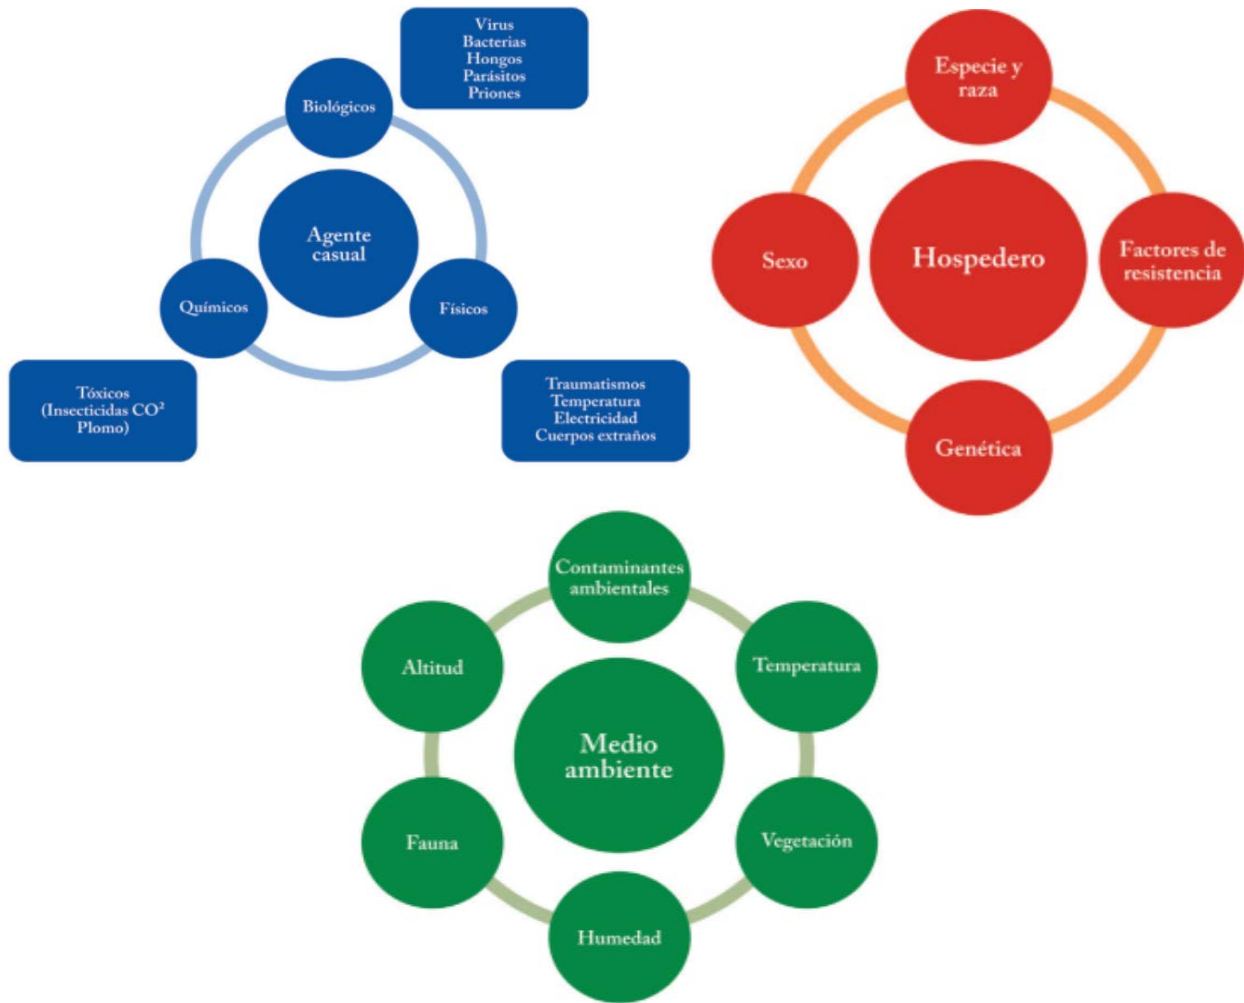 Virus
Bacterias
Hongos
Parásitos
Priones
Biológicos
Agente
casual
Químicos
Físicos
Tóxicos
(Insecticidas CO²
Plomo)
Traumatismos
Temperatura
Electricidad
Cuerpos extraños
Especie y
raza
Sexo
Hospedero
Factores de
resistencia
Genética
Contaminantes
ambientales
Altitud
Temperatura
Medio
ambiente
Fauna
Vegetación
Humedad